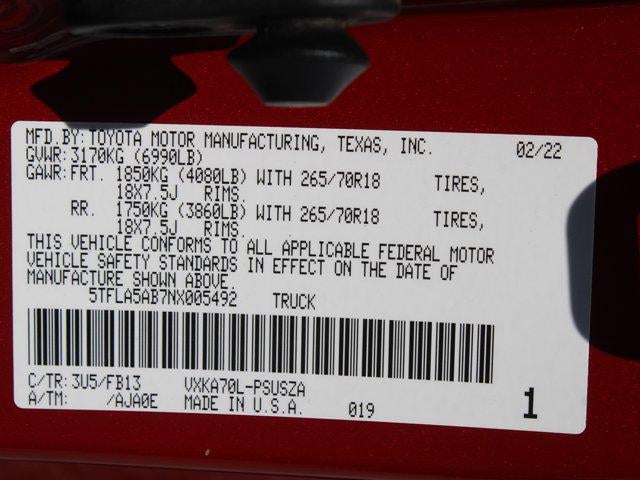 MFD.BY:TOYOTA MOTOR MANUFACTURING, TEXAS, INC. 02/22
GVWR:3170KG (6990LB)
GAWR:FRT. 1850KG (4080LB) WITH 265/70R18 TIRES,
18X7.5J RIMS.
RR. 1750KG (3860LB) WITH 265/70R18 TIRES,
18X7.5J RIMS.
THIS VEHICLE CONFORMS TO ALL APPLICABLE FEDERAL MOTOR
VEHICLE SAFETY STANDARDS IN EFFECT ON THE DATE OF
MANUFACTURE SHOWN ABOVE.
5TFLA5AB7NX005492 TRUCK
C/TR:3U5/FB13 VXKA70L-PSUSZA
A/TM: /AJA0E MADE IN U.S.A. 019 1